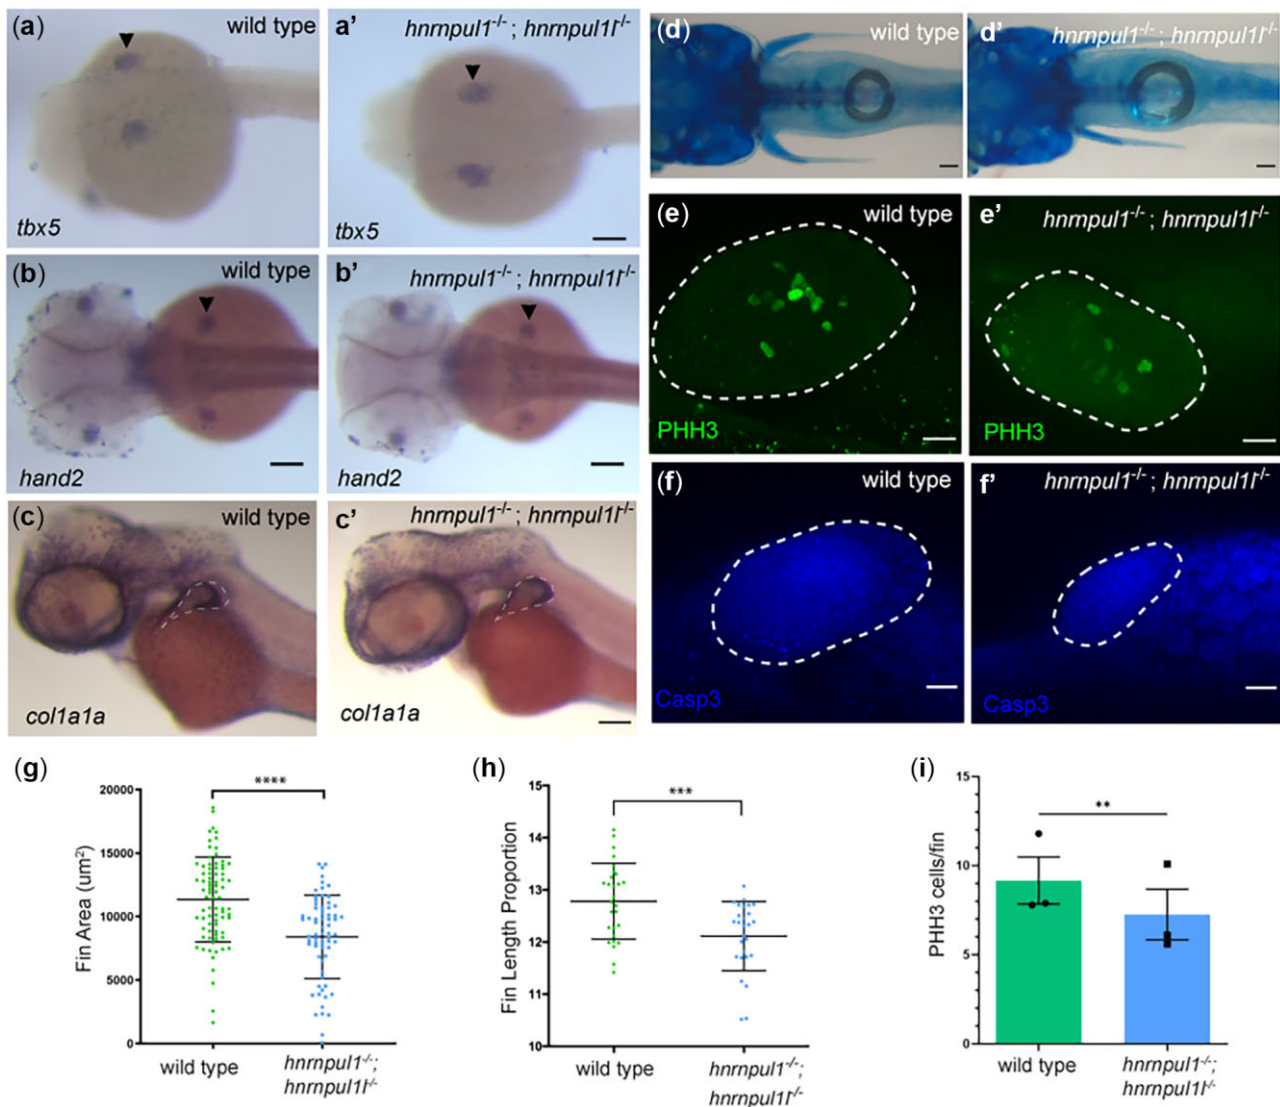 (a) wild type
tbx5
a’ hnrnpul1-/-; hnrnpul1l-/-
tbx5
(b) wild type
hand2
b’ hnrnpul1-/-; hnrnpul1l-/-
hand2
(c) wild type
col1a1a
c’ hnrnpul1-/-; hnrnpul1l-/-
col1a1a
(d) wild type
d’ hnrnpul1-/-; hnrnpul1l-/-
(e) wild type
PHH3
e’ hnrnpul1-/-; hnrnpul1l-/-
PHH3
(f) wild type
Casp3
f’ hnrnpul1-/-; hnrnpul1l-/-
Casp3
(g)
Fin Area (um2)
20000
15000
10000
5000
0
****
wild type
hnrnpul1-/-;
hnrnpul1l-/-
(h)
Fin Length Proportion
15
14
13
12
11
10
***
wild type
hnrnpul1-/-;
hnrnpul1l-/-
(i)
PHH3 cells/fin
15
10
5
0
**
wild type
hnrnpul1-/-;
hnrnpul1l-/-